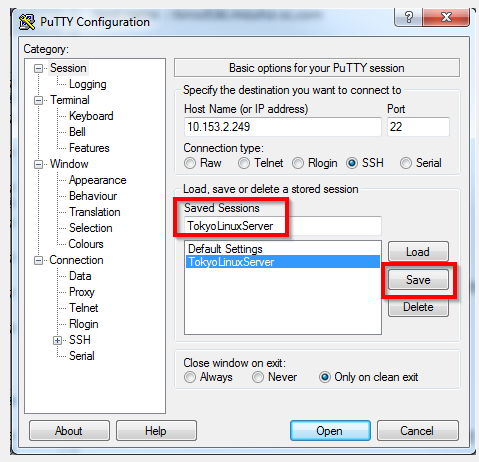 PuTTY Configuration
Category:
Session
Logging
Terminal
Keyboard
Bell
Features
Window
Appearance
Behaviour
Translation
Selection
Colours
Connection
Data
Proxy
Telnet
Rlogin
SSH
Serial
Basic options for your PuTTY session
Specify the destination you want to connect to
Host Name (or IP address) Port
10.153.2.249 22
Connection type:
Raw Telnet Rlogin SSH Serial
Load, save or delete a stored session
Saved Sessions
TokyoLinuxServer
Default Settings
TokyoLinuxServer
Load
Save
Delete
Close window on exit:
Always Never Only on clean exit
About Help Open Cancel